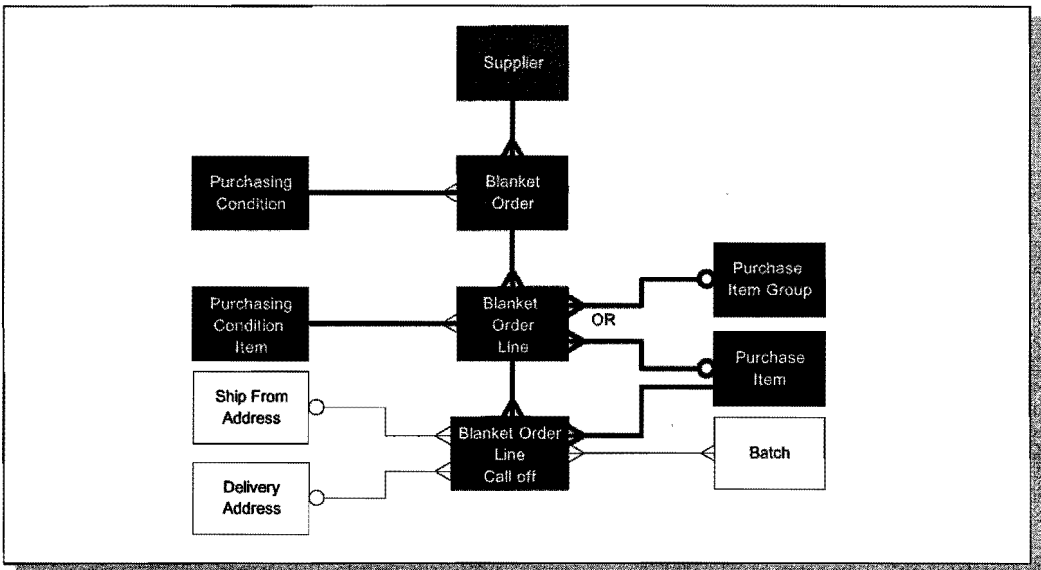 Supplier
Purchasing
Condition
Blanket
Order
Purchase
Item Group
Purchasing
Condition
Item
Blanket
Order
Line
OR
Purchase
Item
Ship From
Address
Blanket Order
Line
Call off
Batch
Delivery
Address